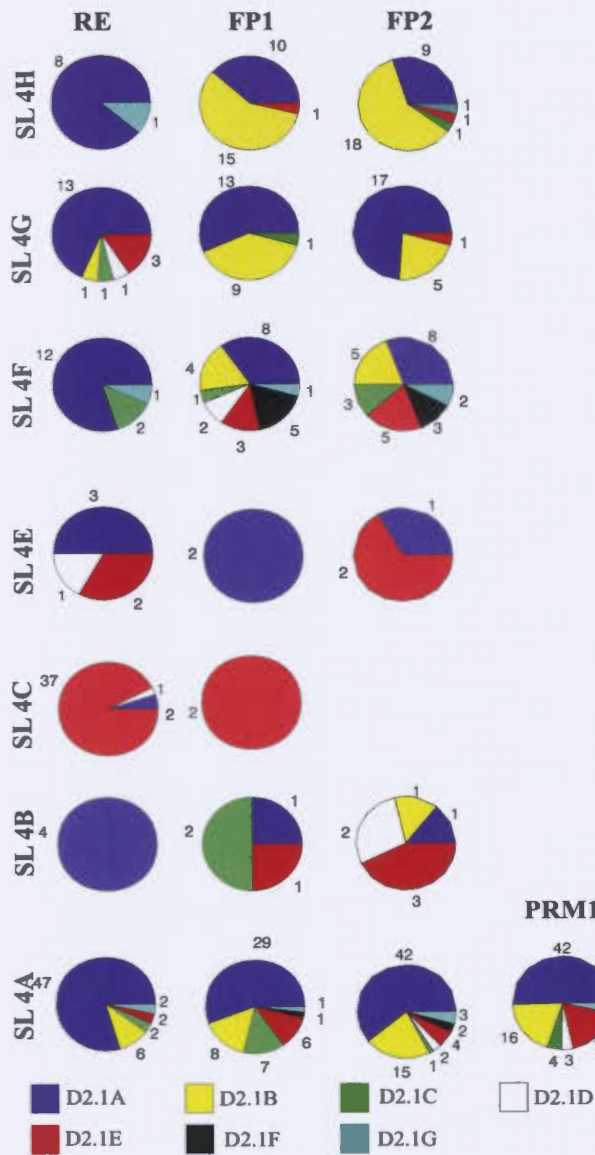 RE FP1 FP2
SL 4H
8 1
10 1 15
9 1 1 1 18
SL 4G
13 3 1 1 1
13 1 9
17 1 5
SL 4F
12 1 2
8 4 1 1 2 3 5
8 5 3 2 5 3
SL 4E
3 1 2
2
1 2
SL 4C
37 1 2
2
SL 4B
4
1 2 1
1 1 2 3
PRM1
SL 4A
47 2 2 2 6
29 1 1 6 7 8
42 3 2 4 2 1 15
42 16 4 3
D2.1A D2.1B D2.1C D2.1D
D2.1E D2.1F D2.1G